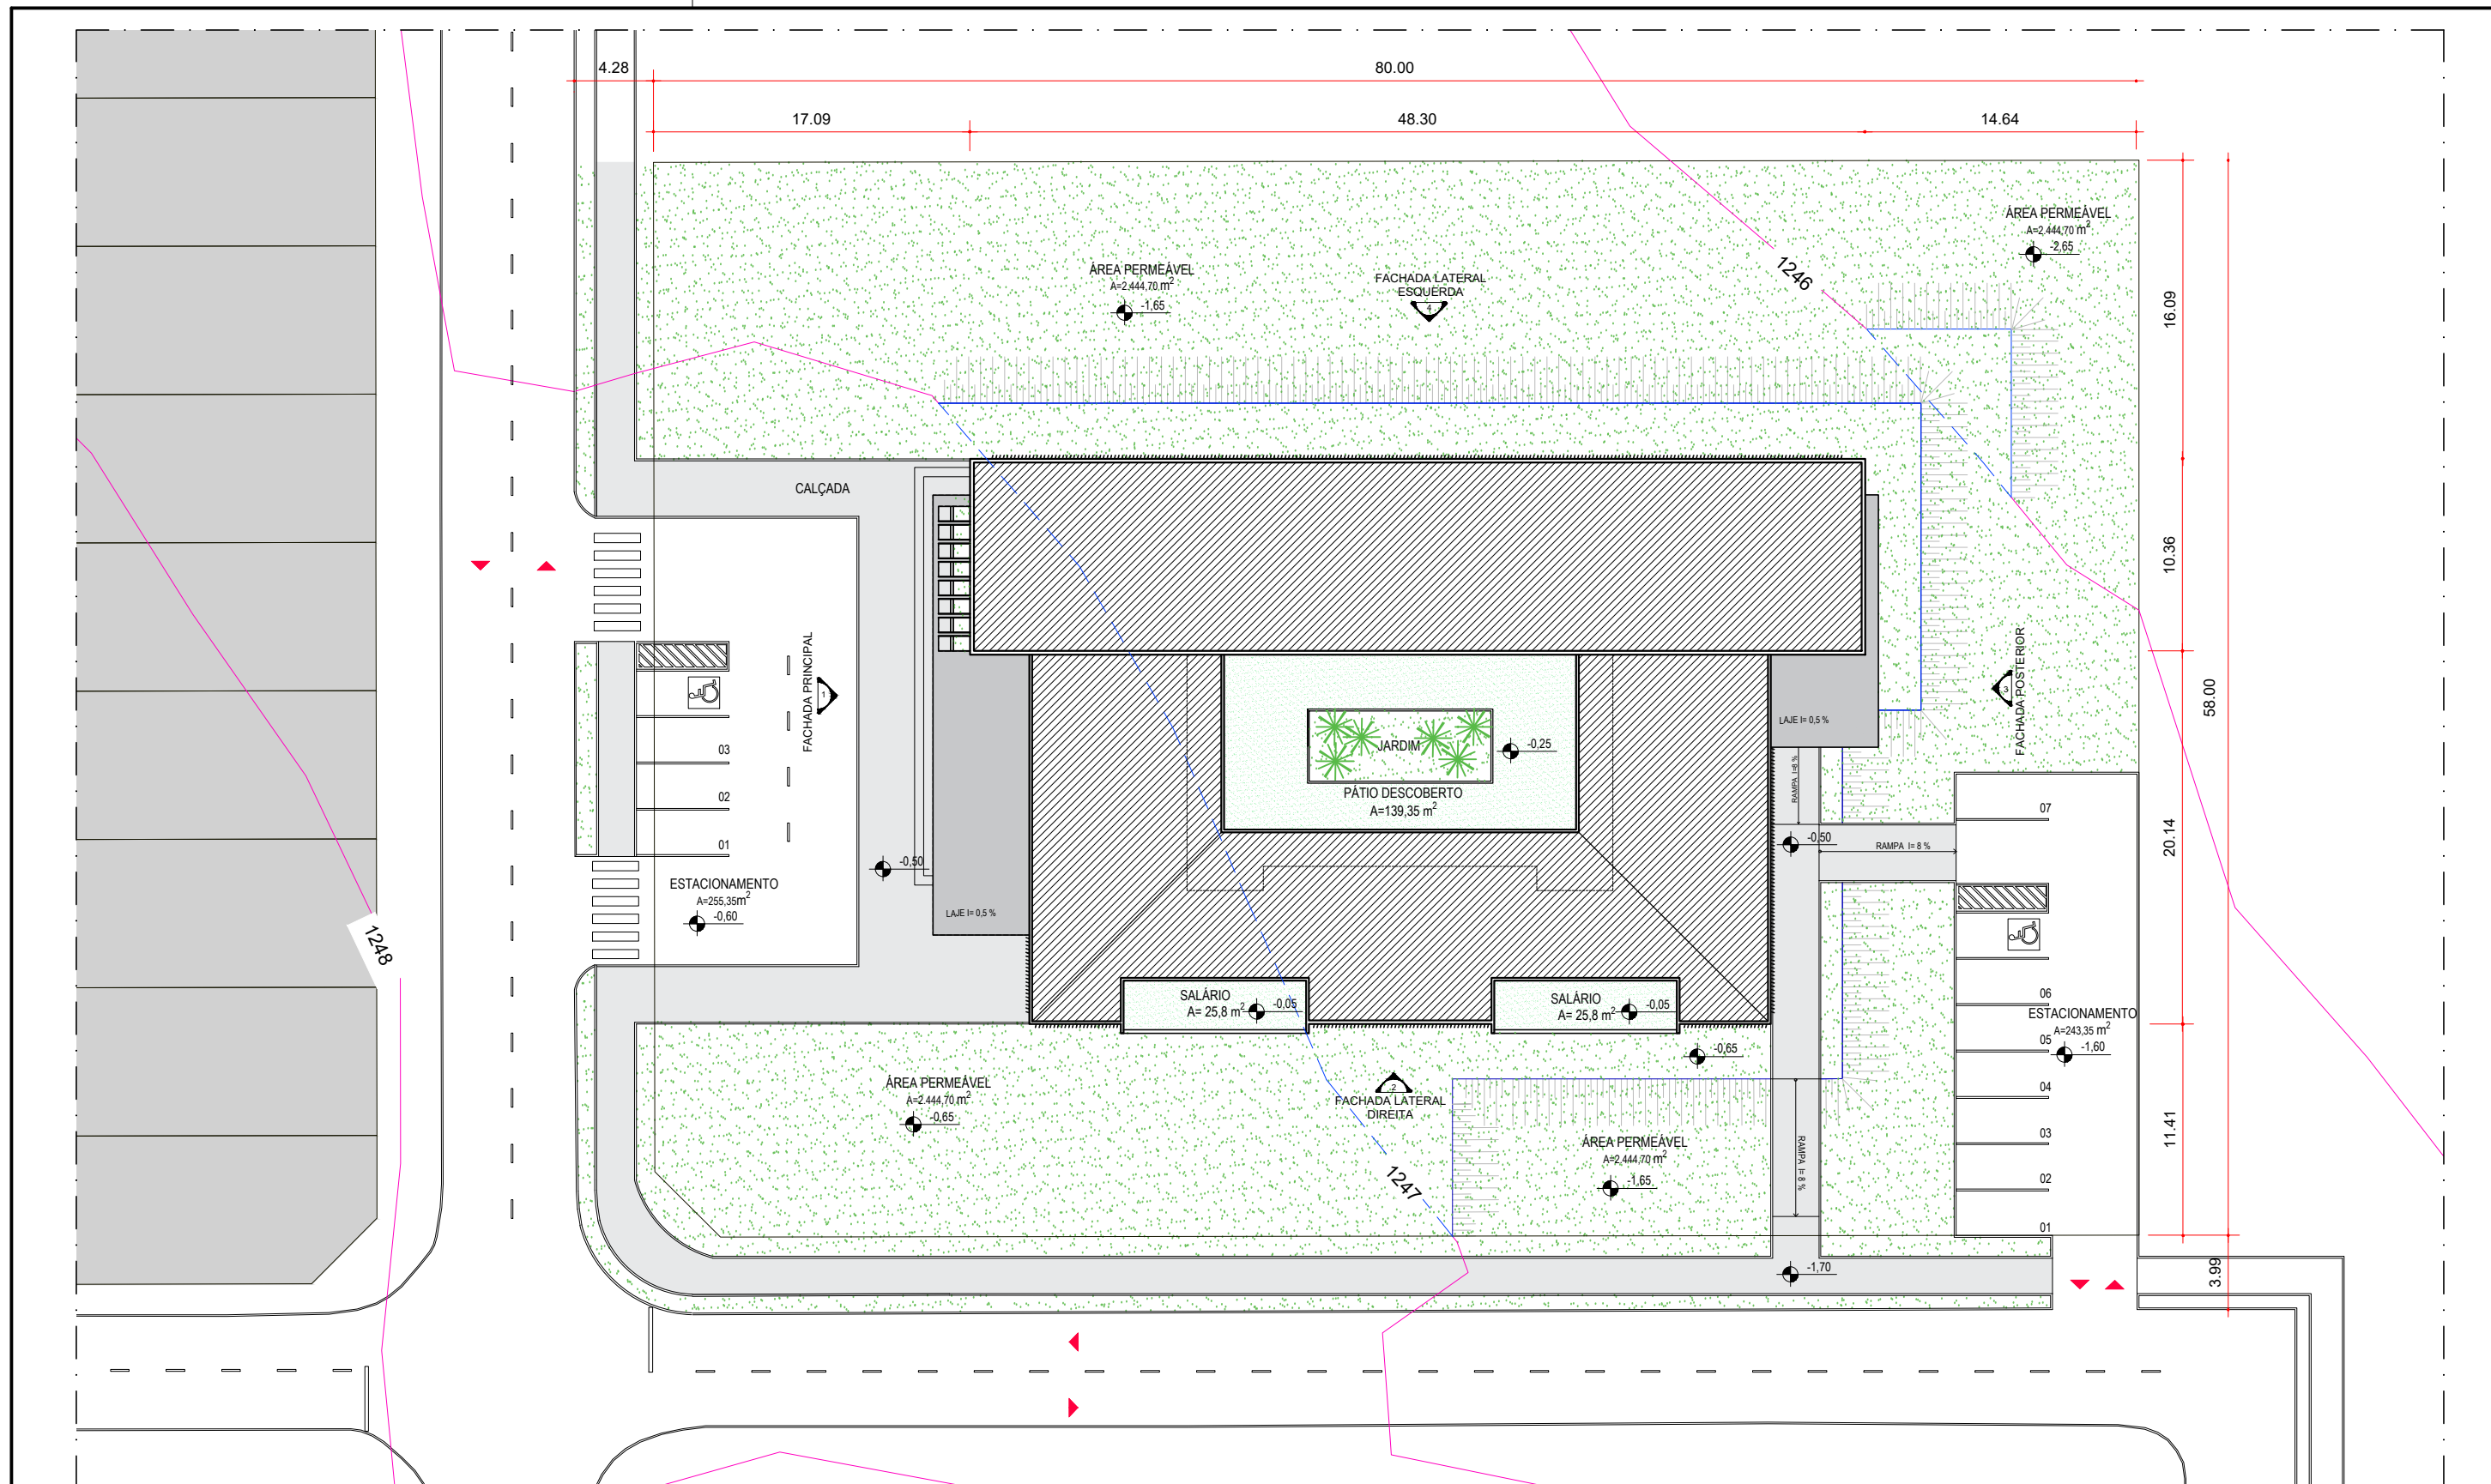 4.28
80.00
17.09
48.30
14.64
ÁREA PERMEÁVEL
A=2.444,70 m²
-2,65
ÁREA PERMEÁVEL
A=2.444,70 m²
-1,65
FACHADA LATERAL
ESQUERDA
4
1246
16.09
CALÇADA
10.36
FACHADA PRINCIPAL
1
FACHADA POSTERIOR
3
58.00
LAJE I= 0,5 %
JARDIM
-0,25
PÁTIO DESCOBERTO
A=139,35 m²
RAMPA I=8 %
03
02
01
07
-0,50
-0,50
RAMPA I= 8 %
20.14
ESTACIONAMENTO
A=255,35m²
-0,60
LAJE I= 0,5 %
1248
SALÁRIO
A= 25,8 m²
-0,05
SALÁRIO
A= 25,8 m²
-0,05
06
ESTACIONAMENTO
A=243,35 m²
05
-1,60
04
03
02
01
-0,65
ÁREA PERMEÁVEL
A=2.444,70 m²
-0,65
2
FACHADA LATERAL
DIREITA
11.41
ÁREA PERMEÁVEL
A=2.444,70 m²
-1,65
RAMPA I= 8 %
1247
-1,70
3.99